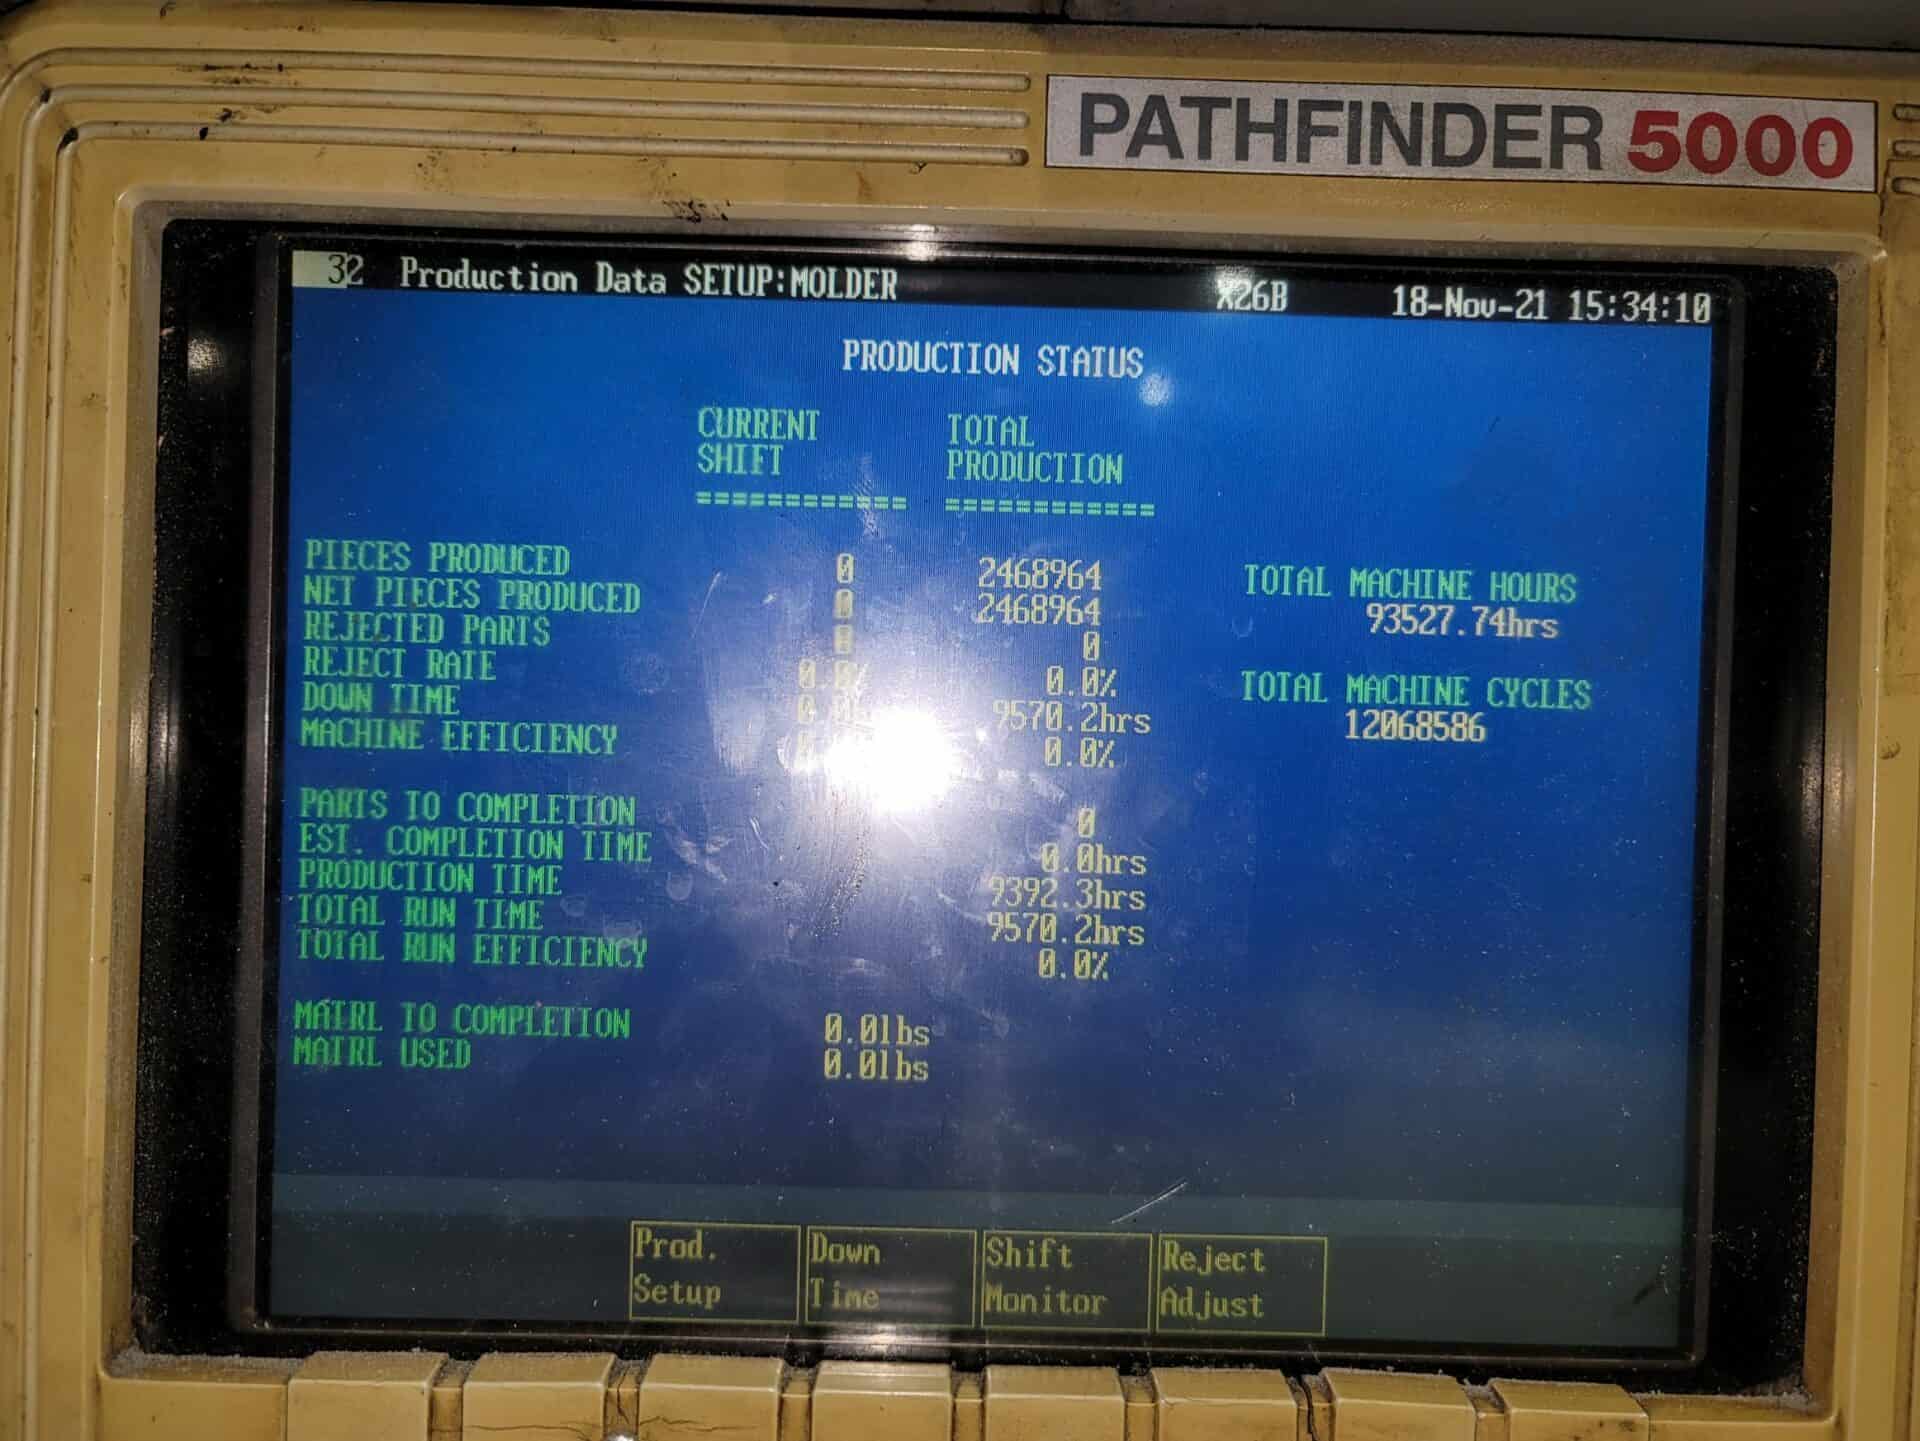 PATHFINDER 5000
32 Production Data SETUP:MOLDER X26B 18-Nov-21 15:34:10
PRODUCTION STATUS
CURRENT TOTAL
SHIFT PRODUCTION
============ ============
PIECES PRODUCED 0 2468964
NET PIECES PRODUCED 0 2468964
REJECTED PARTS 0
REJECT RATE 0.0% 0.0%
DOWN TIME 9570.2hrs
MACHINE EFFICIENCY 0.0%
TOTAL MACHINE HOURS
93527.74hrs
TOTAL MACHINE CYCLES
12068586
PARTS TO COMPLETION 0
EST. COMPLETION TIME 0.0hrs
PRODUCTION TIME 9392.3hrs
TOTAL RUN TIME 9570.2hrs
TOTAL RUN EFFICIENCY 0.0%
MATRL TO COMPLETION 0.0lbs
MATRL USED 0.0lbs
Prod. Setup
Down Time
Shift Monitor
Reject Adjust